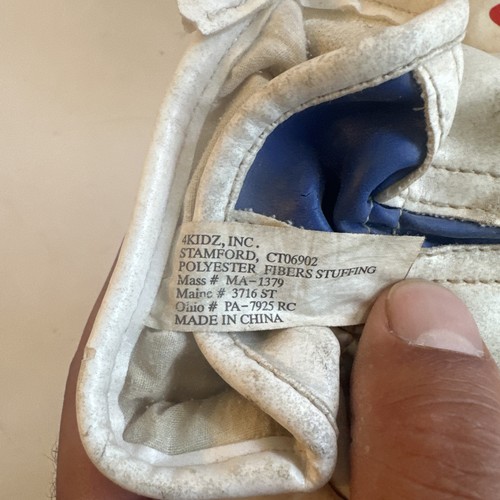 4KIDZ, INC.
STAMFORD, CT06902
POLYESTER FIBERS STUFFING
Mass # MA-1379
Maine # 3716 ST
Ohio # PA-7925 RC
MADE IN CHINA